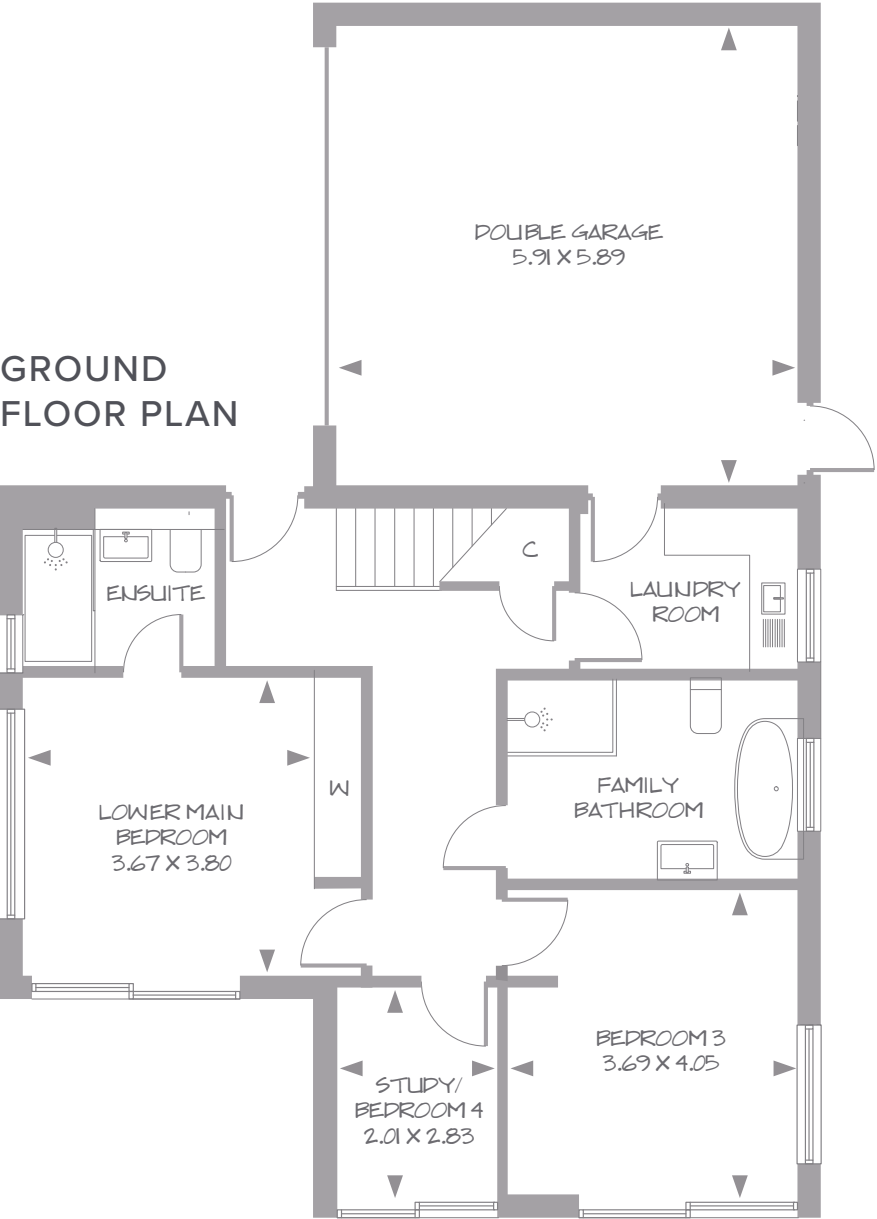 DOUBLE GARAGE
5.91 X 5.89
GROUND
FLOOR PLAN
C
ENSUITE
LAUNDRY
ROOM
W
FAMILY
BATHROOM
LOWER MAIN
BEDROOM
3.67 X 3.80
BEDROOM 3
3.69 X 4.05
STUDY/
BEDROOM 4
2.01 X 2.83